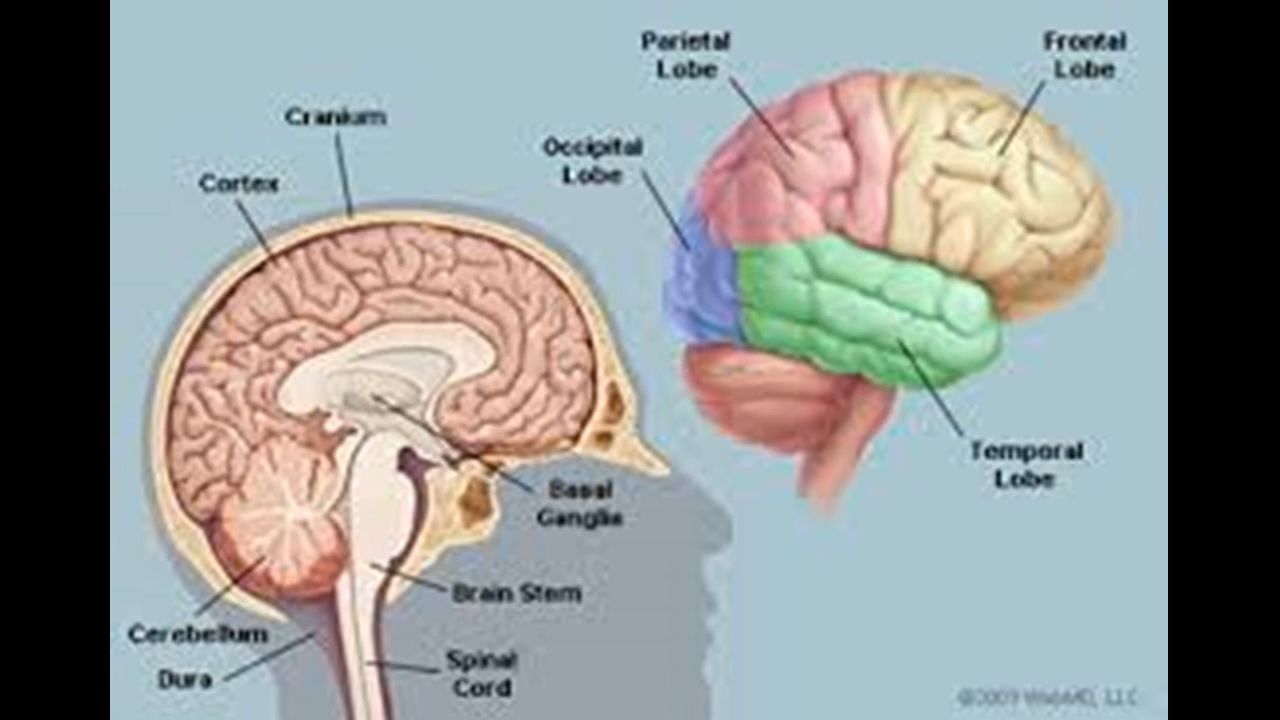 Parietal
Lobe
Frontal
Lobe
Cranium
Occipital
Lobe
Cortex
Temporal
Lobe
Basal
Ganglia
Brain Stem
Cerebellum
Dura
Spinal
Cord
©2009 WebMD, LLC